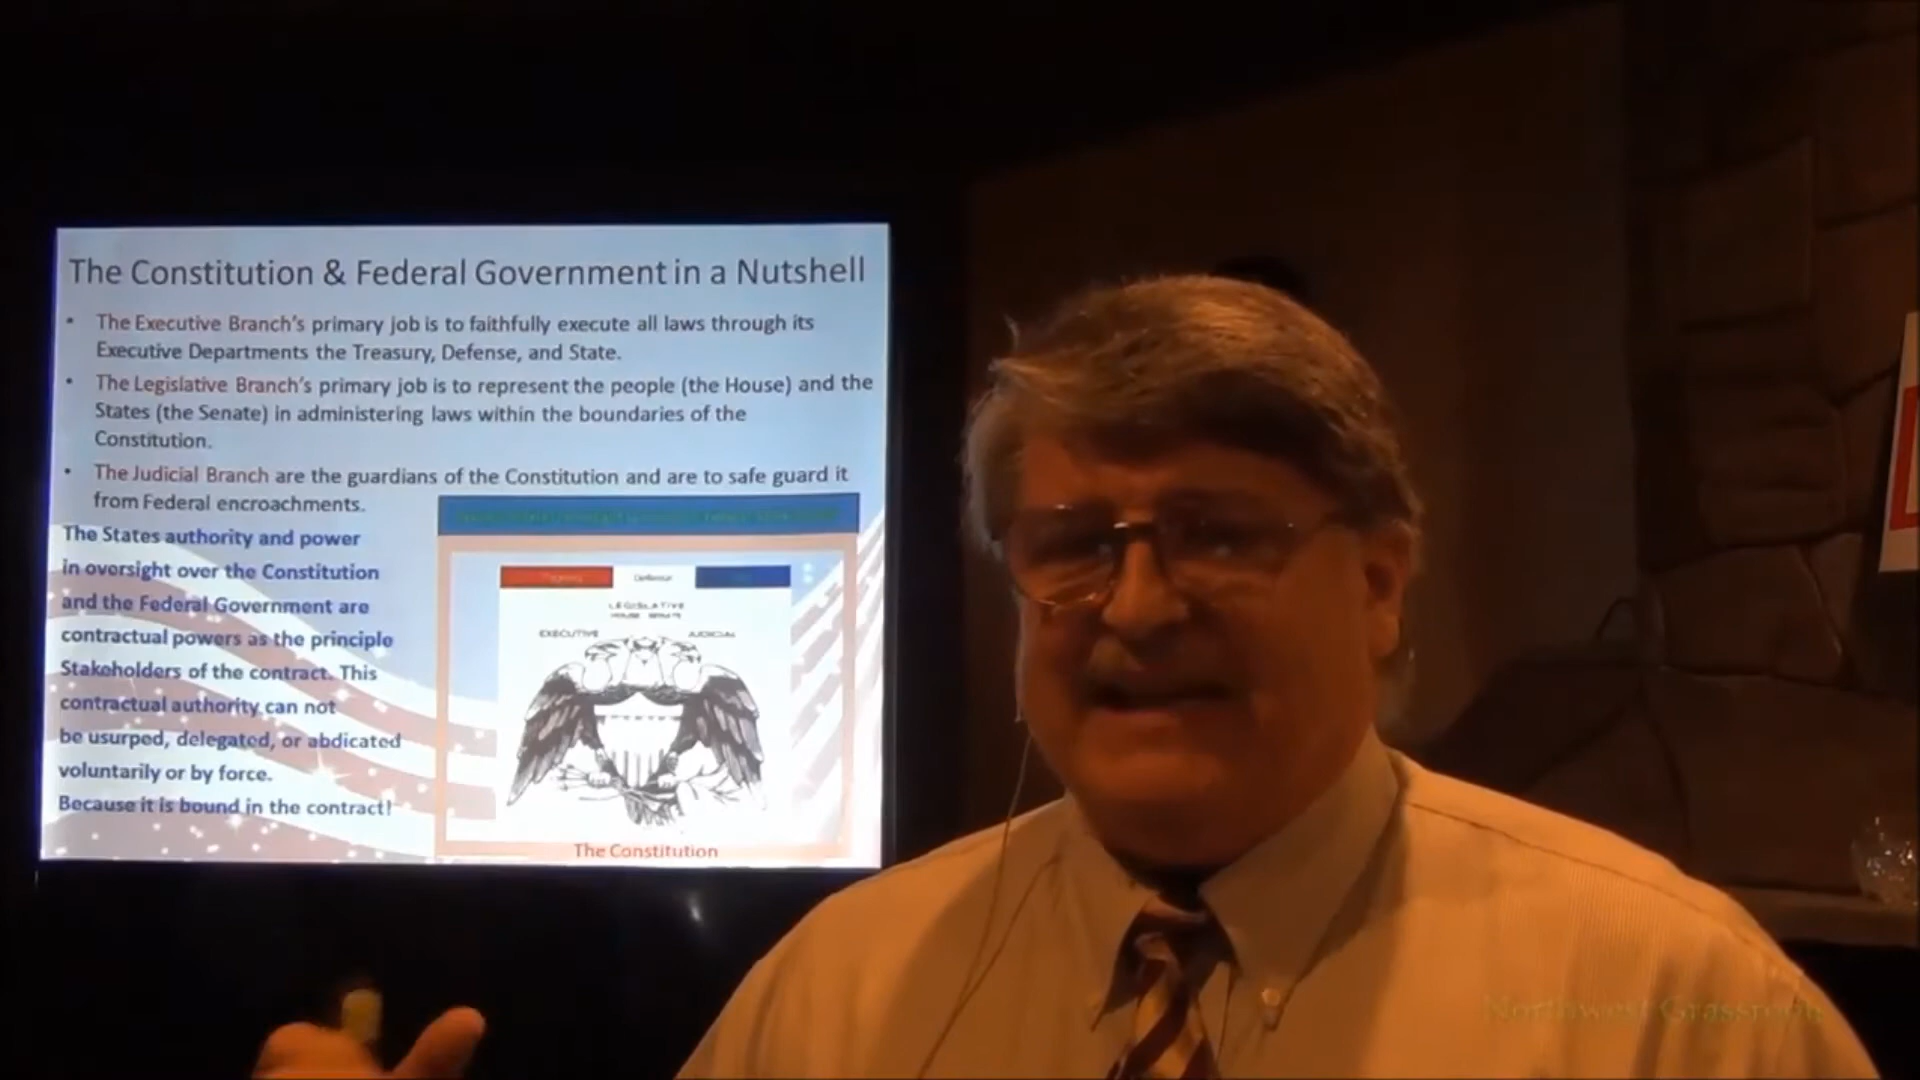 The Constitution & Federal Government in a Nutshell
• The Executive Branch's primary job is to faithfully execute all laws through its
Executive Departments the Treasury, Defense, and State.
• The Legislative Branch's primary job is to represent the people (the House) and the
States (the Senate) in administering laws within the boundaries of the
Constitution.
• The Judicial Branch are the guardians of the Constitution and are to safe guard it
from Federal encroachments.
The States authority and power
in oversight over the Constitution
and the Federal Government are
contractual powers as the principle
Stakeholders of the contract. This
contractual authority can not
be usurped, delegated, or abdicated
voluntarily or by force.
Because it is bound in the contract!
Defense
LEGISLATIVE
HOUSE SENATE
EXECUTIVE
JUDICIAL
The Constitution
Northwest Grassroots